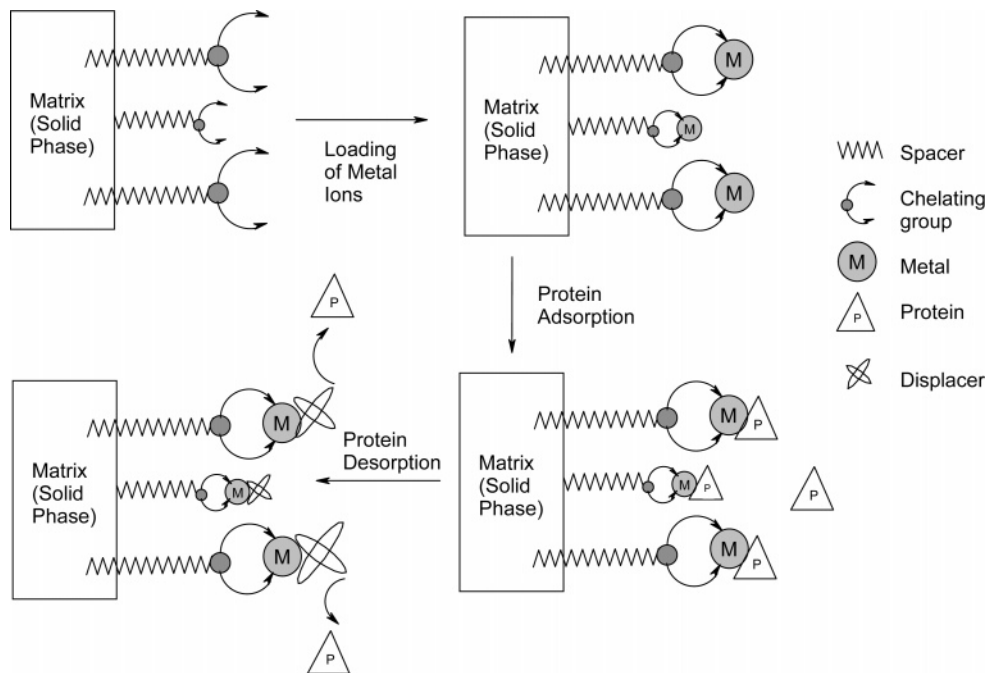 Matrix
(Solid
Phase)
Loading
of Metal
Ions
Matrix
(Solid
Phase)
M
M
M
Spacer
Chelating
group
M
Metal
P
Protein
Displacer
Protein
Adsorption
P
Matrix
(Solid
Phase)
M
M
M
Protein
Desorption
P
Matrix
(Solid
Phase)
M
P
M
P
P
M
P